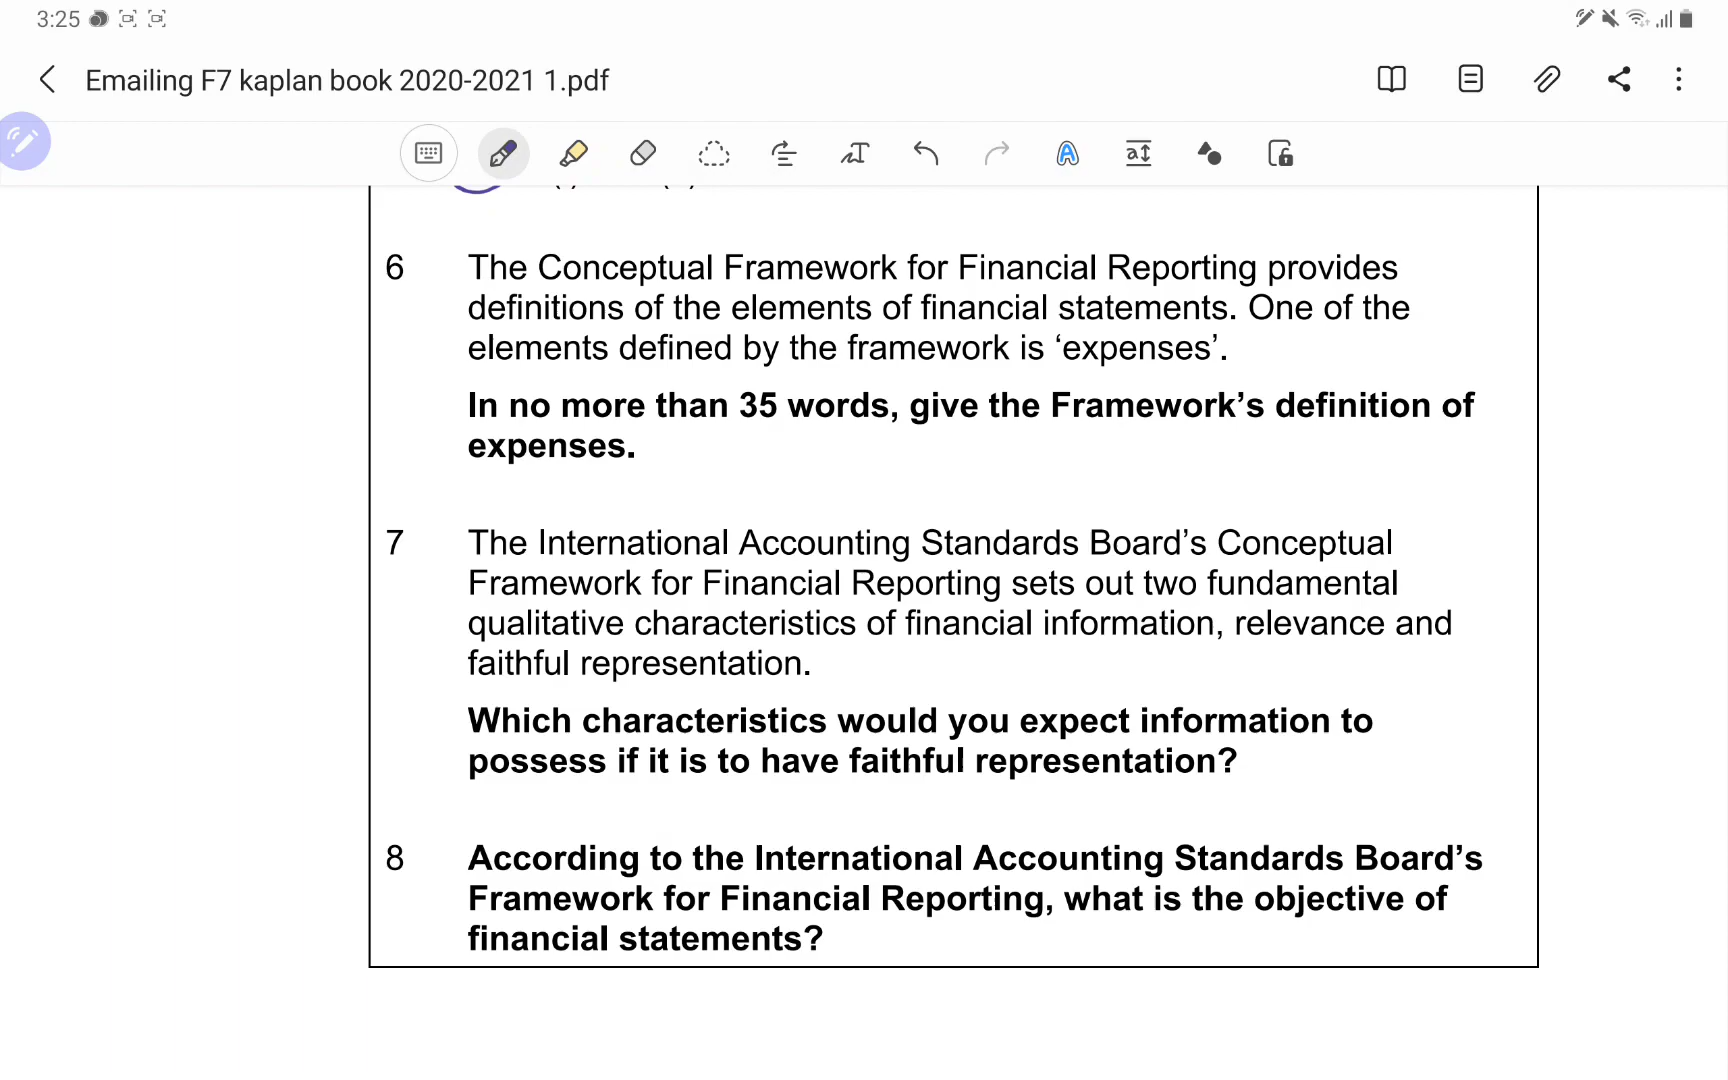 3:25
Emailing F7 kaplan book 2020-2021 1.pdf
6 The Conceptual Framework for Financial Reporting provides
definitions of the elements of financial statements. One of the
elements defined by the framework is ‘expenses’.
In no more than 35 words, give the Framework’s definition of
expenses.
7 The International Accounting Standards Board’s Conceptual
Framework for Financial Reporting sets out two fundamental
qualitative characteristics of financial information, relevance and
faithful representation.
Which characteristics would you expect information to
possess if it is to have faithful representation?
8 According to the International Accounting Standards Board’s
Framework for Financial Reporting, what is the objective of
financial statements?